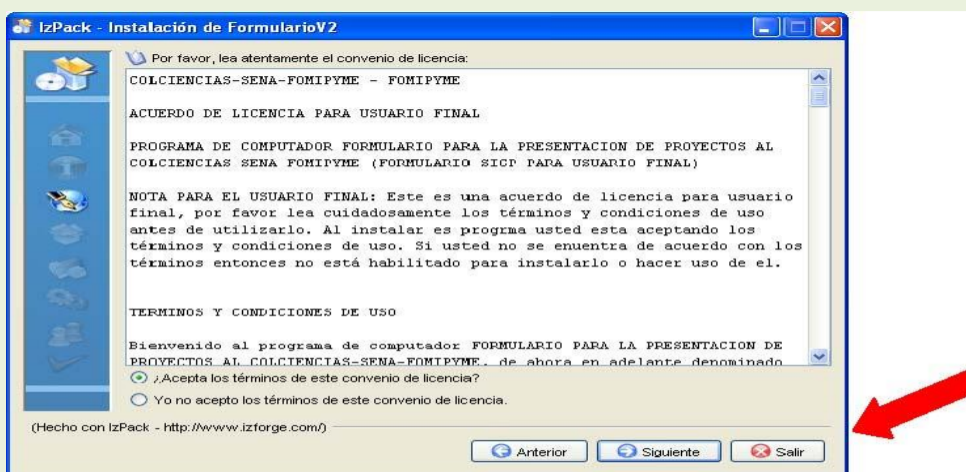 IzPack - Instalación de FormularioV2
Por favor, lea atentamente el convenio de licencia:
COLCIENCIAS-SENA-FOMIPYME - FOMIPYME
ACUERDO DE LICENCIA PARA USUARIO FINAL
PROGRAMA DE COMPUTADOR FORMULARIO PARA LA PRESENTACION DE PROYECTOS AL
COLCIENCIAS SENA FOMIPYME (FORMULARIO SICP PARA USUARIO FINAL)
NOTA PARA EL USUARIO FINAL: Este es una acuerdo de licencia para usuario
final, por favor lea cuidadosamente los términos y condiciones de uso
antes de utilizarlo. Al instalar es progrma usted esta aceptando los
términos y condiciones de uso. Si usted no se enuentra de acuerdo con los
términos entonces no está habilitado para instalarlo o hacer uso de el.
TERMINOS Y CONDICIONES DE USO
Bienvenido al programa de computador FORMULARIO PARA LA PRESENTACION DE
PROYECTOS AL COLCIENCIAS-SENA-FOMIPYME, de ahora en adelante denominado
¿Acepta los términos de este convenio de licencia?
Yo no acepto los términos de este convenio de licencia.
(Hecho con IzPack - http://www.izforge.com/)
Anterior
Siguiente
Salir